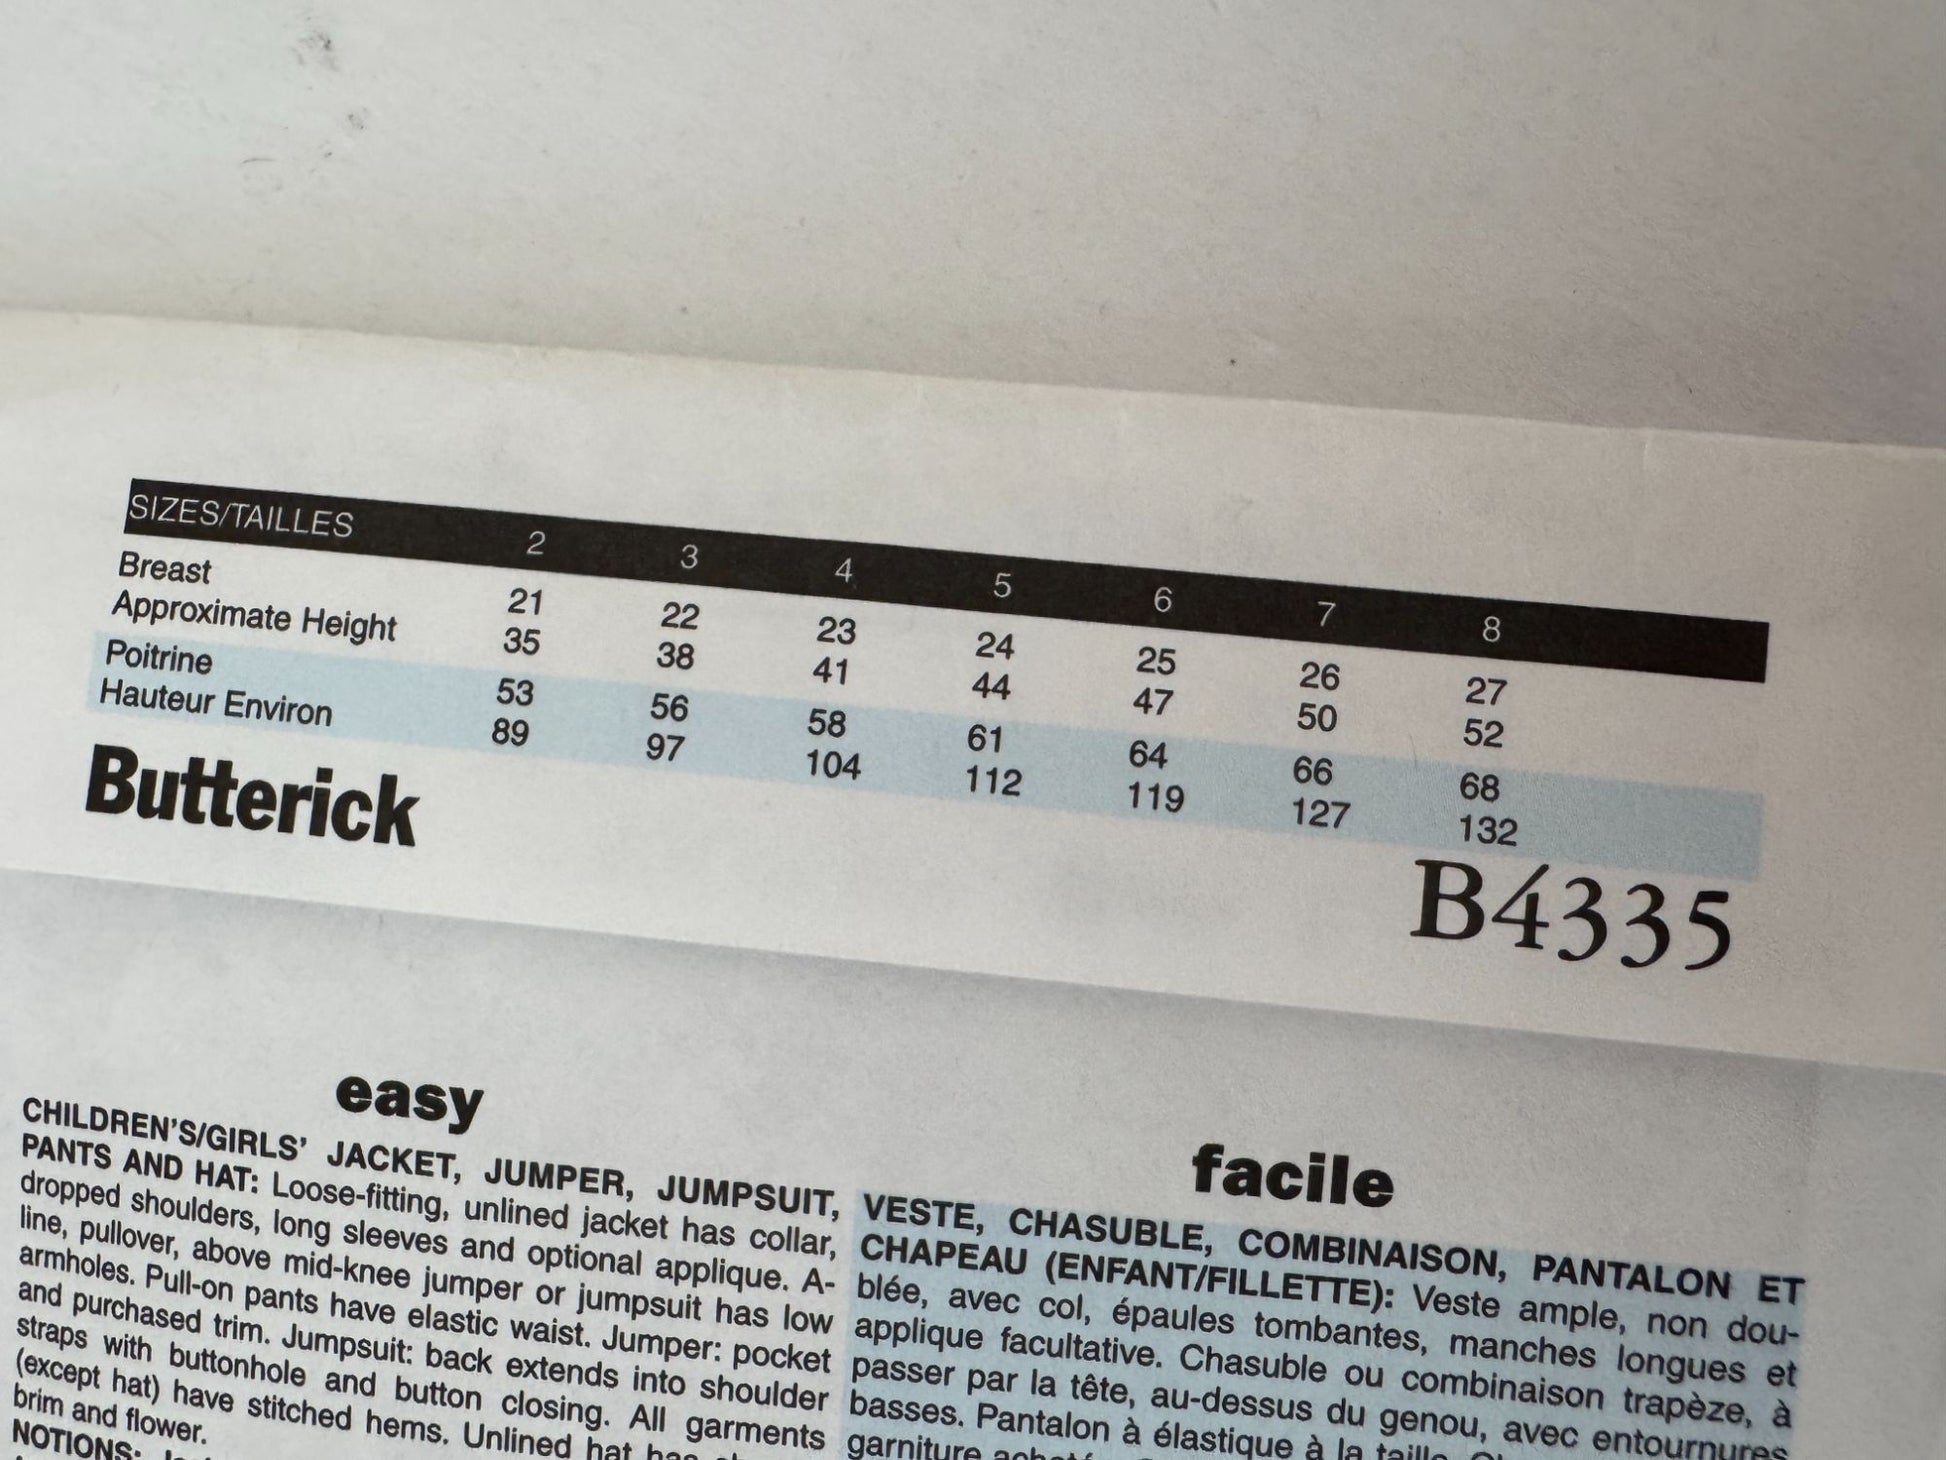 SIZES/TAILLES 2 3 4 5 6 7 8
Breast 21 22 23 24 25 26 27
Approximate Height 35 38 41 44 47 50 52
Poitrine 53 56 58 61 64 66 68
Hauteur Environ 89 97 104 112 119 127 132
Butterick
B4335
easy
CHILDREN'S/GIRLS' JACKET, JUMPER, JUMPSUIT,
PANTS AND HAT: Loose-fitting, unlined jacket has collar,
dropped shoulders, long sleeves and optional applique. A-
line, pullover, above mid-knee jumper or jumpsuit has low
armholes. Pull-on pants have elastic waist. Jumper: pocket
and purchased trim. Jumpsuit: back extends into shoulder
straps with buttonhole and button closing. All garments
(except hat) have stitched hems. Unlined hat has
brim and flower.
NOTIONS:
facile
VESTE, CHASUBLE, COMBINAISON, PANTALON ET
CHAPEAU (ENFANT/FILLETTE): Veste ample, non dou-
blée, avec col, épaules tombantes, manches longues et
applique facultative. Chasuble ou combinaison trapèze, à
passer par la tête, au-dessus du genou, avec entournures
basses. Pantalon à élastique à la taille.
garniture